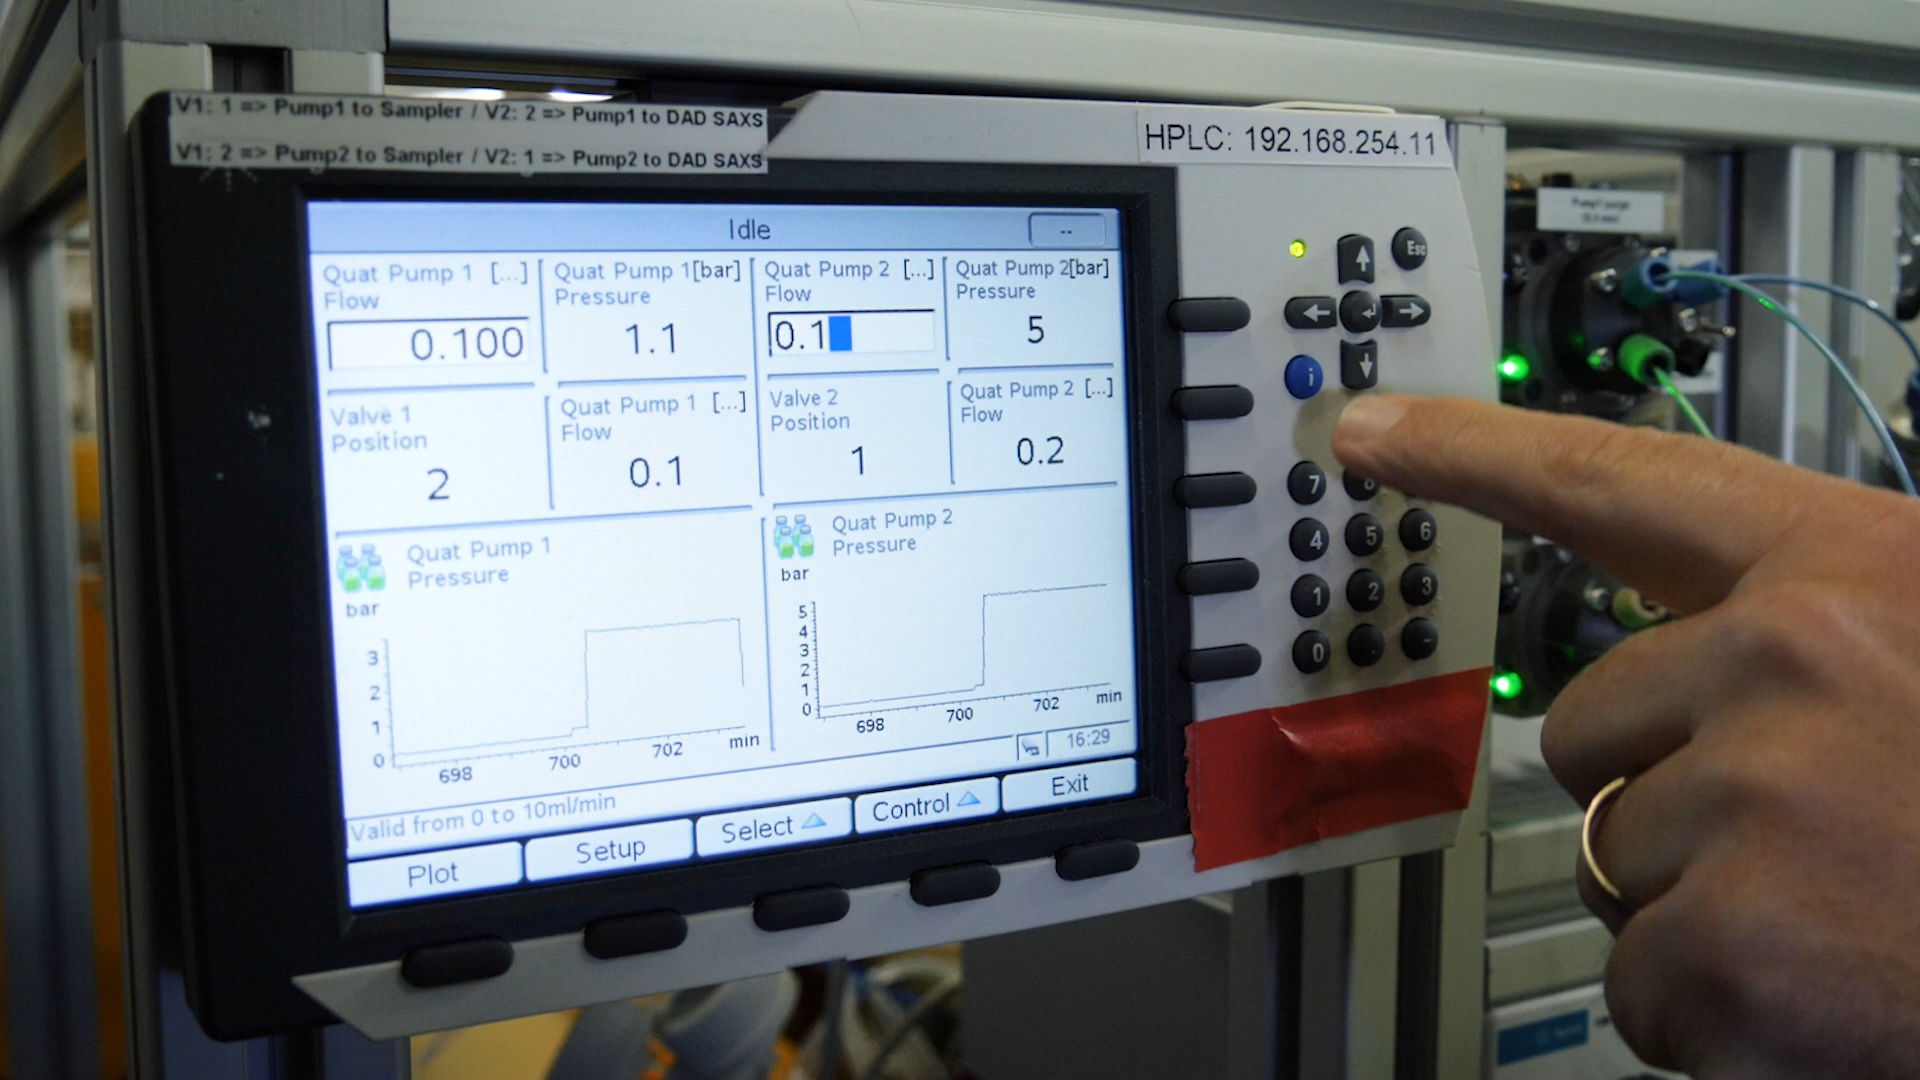 V1: 1 => Pump1 to Sampler / V2: 2 => Pump1 to DAD SAXS
V1: 2 => Pump2 to Sampler / V2: 1 => Pump2 to DAD SAXS
HPLC: 192.168.254.11
Idle
--
Quat Pump 1 [...]
Flow
0.100
Quat Pump 1[bar]
Pressure
1.1
Quat Pump 2 [...]
Flow
0.1
Quat Pump 2[bar]
Pressure
5
Valve 1
Position
2
Quat Pump 1 [...]
Flow
0.1
Valve 2
Position
1
Quat Pump 2 [...]
Flow
0.2
Quat Pump 1
Pressure
bar
3
2
1
0
698 700 702 min
Quat Pump 2
Pressure
bar
5
4
3
2
1
0
698 700 702 min
16:29
Valid from 0 to 10ml/min
Plot
Setup
Select
Control
Exit
Esc
i
7
4 5 6
1 2 3
0 . -